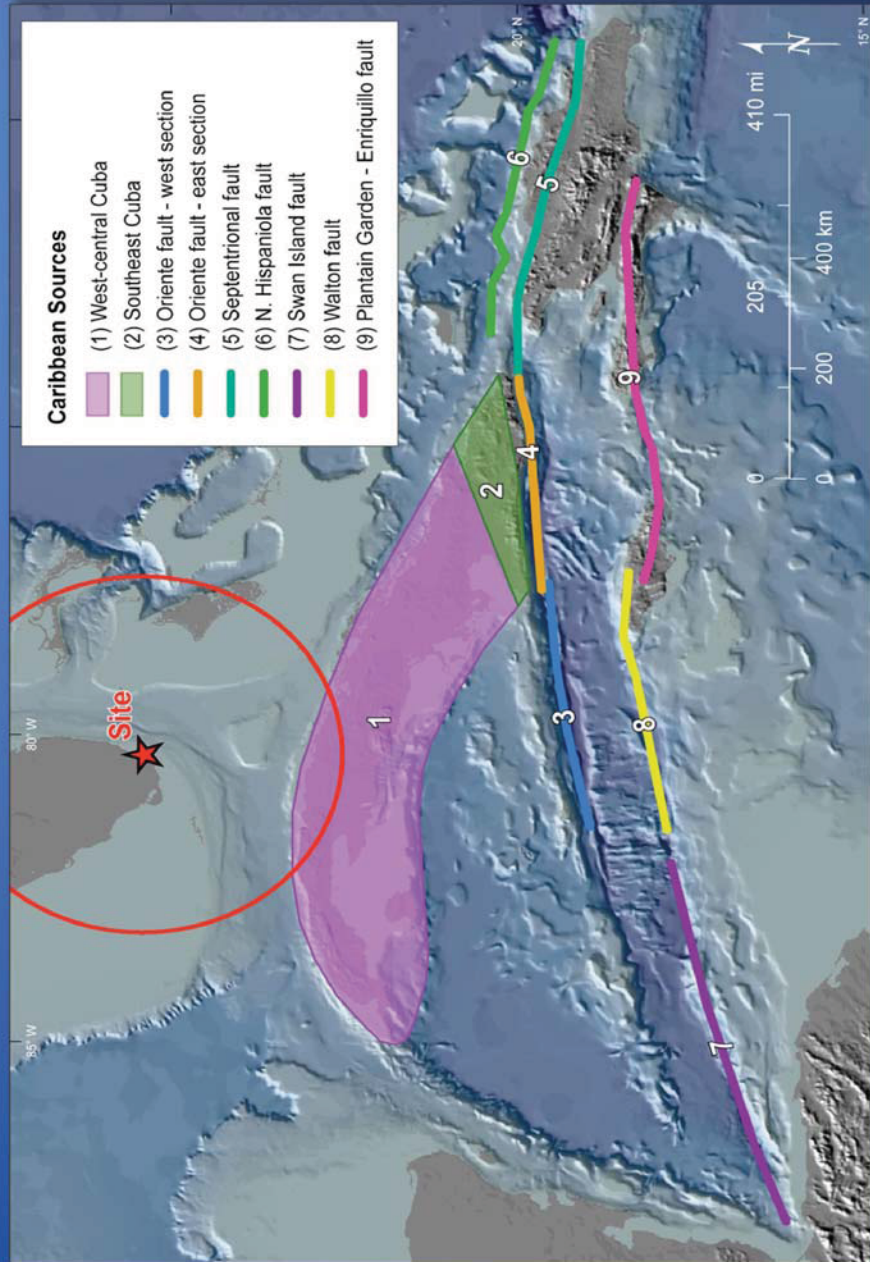 Caribbean Sources
(1) West-central Cuba
(2) Southeast Cuba
(3) Oriente fault - west section
(4) Oriente fault - east section
(5) Septentrional fault
(6) N. Hispaniola fault
(7) Swan Island fault
(8) Walton fault
(9) Plantain Garden - Enriquillo fault
85° W
80° W
Site
20° N
15° N
1
2
3
4
5
6
7
8
9
0 205 410 mi
0 200 400 km
N